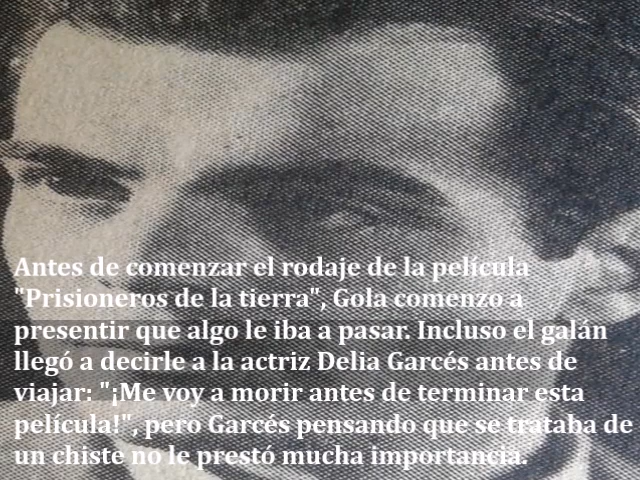 Antes de comenzar el rodaje de la película
"Prisioneros de la tierra", Gola comenzo a
presentir que algo le iba a pasar. Incluso el galán
llegó a decirle a la actriz Delia Garcés antes de
viajar: "¡Me voy a morir antes de terminar esta
película!", pero Garcés pensando que se trataba de
un chiste no le prestó mucha importancia.